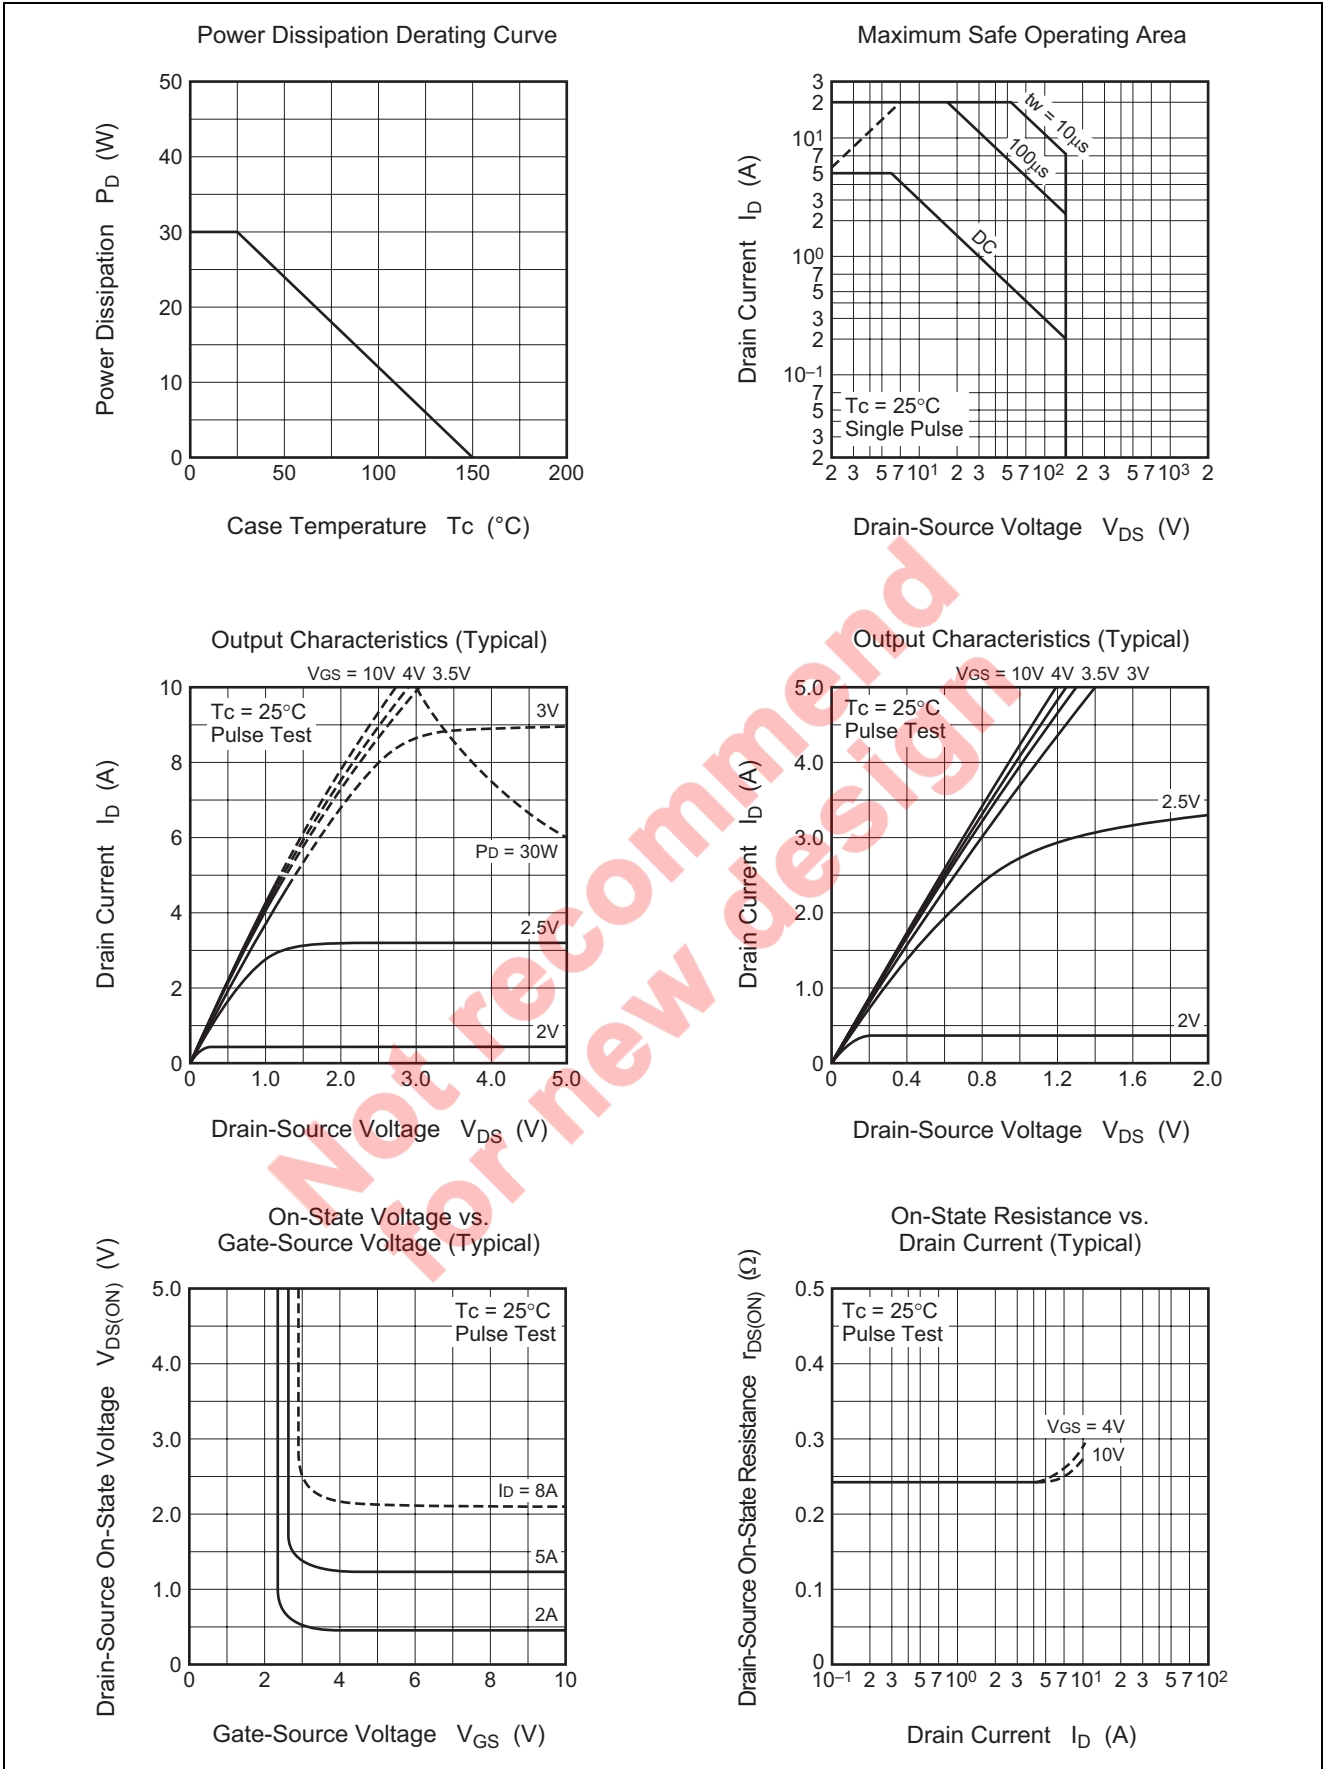 Power Dissipation Derating Curve
Power Dissipation PD (W)
50
40
30
20
10
0
0 50 100 150 200
Case Temperature Tc (°C)
Maximum Safe Operating Area
Drain Current ID (A)
3
2
10¹
7
5
3
2
10⁰
7
5
3
2
10⁻¹
7
5
3
2
tw = 10µs
100µs
DC
Tc = 25°C
Single Pulse
2 3 5 7 10¹ 2 3 5 7 10² 2 3 5 7 10³ 2
Drain-Source Voltage VDS (V)
Output Characteristics (Typical)
VGS = 10V 4V 3.5V
Drain Current ID (A)
10
8
6
4
2
0
Tc = 25°C
Pulse Test
3V
PD = 30W
2.5V
2V
0 1.0 2.0 3.0 4.0 5.0
Drain-Source Voltage VDS (V)
Output Characteristics (Typical)
VGS = 10V 4V 3.5V 3V
Drain Current ID (A)
5.0
4.0
3.0
2.0
1.0
0
Tc = 25°C
Pulse Test
2.5V
2V
0 0.4 0.8 1.2 1.6 2.0
Drain-Source Voltage VDS (V)
Not recommend
for new design
On-State Voltage vs.
Gate-Source Voltage (Typical)
Drain-Source On-State Voltage VDS(ON) (V)
5.0
4.0
3.0
2.0
1.0
0
Tc = 25°C
Pulse Test
ID = 8A
5A
2A
0 2 4 6 8 10
Gate-Source Voltage VGS (V)
On-State Resistance vs.
Drain Current (Typical)
Drain-Source On-State Resistance rDS(ON) (Ω)
0.5
0.4
0.3
0.2
0.1
0
Tc = 25°C
Pulse Test
VGS = 4V
10V
10⁻¹ 2 3 5 7 10⁰ 2 3 5 7 10¹ 2 3 5 7 10²
Drain Current ID (A)